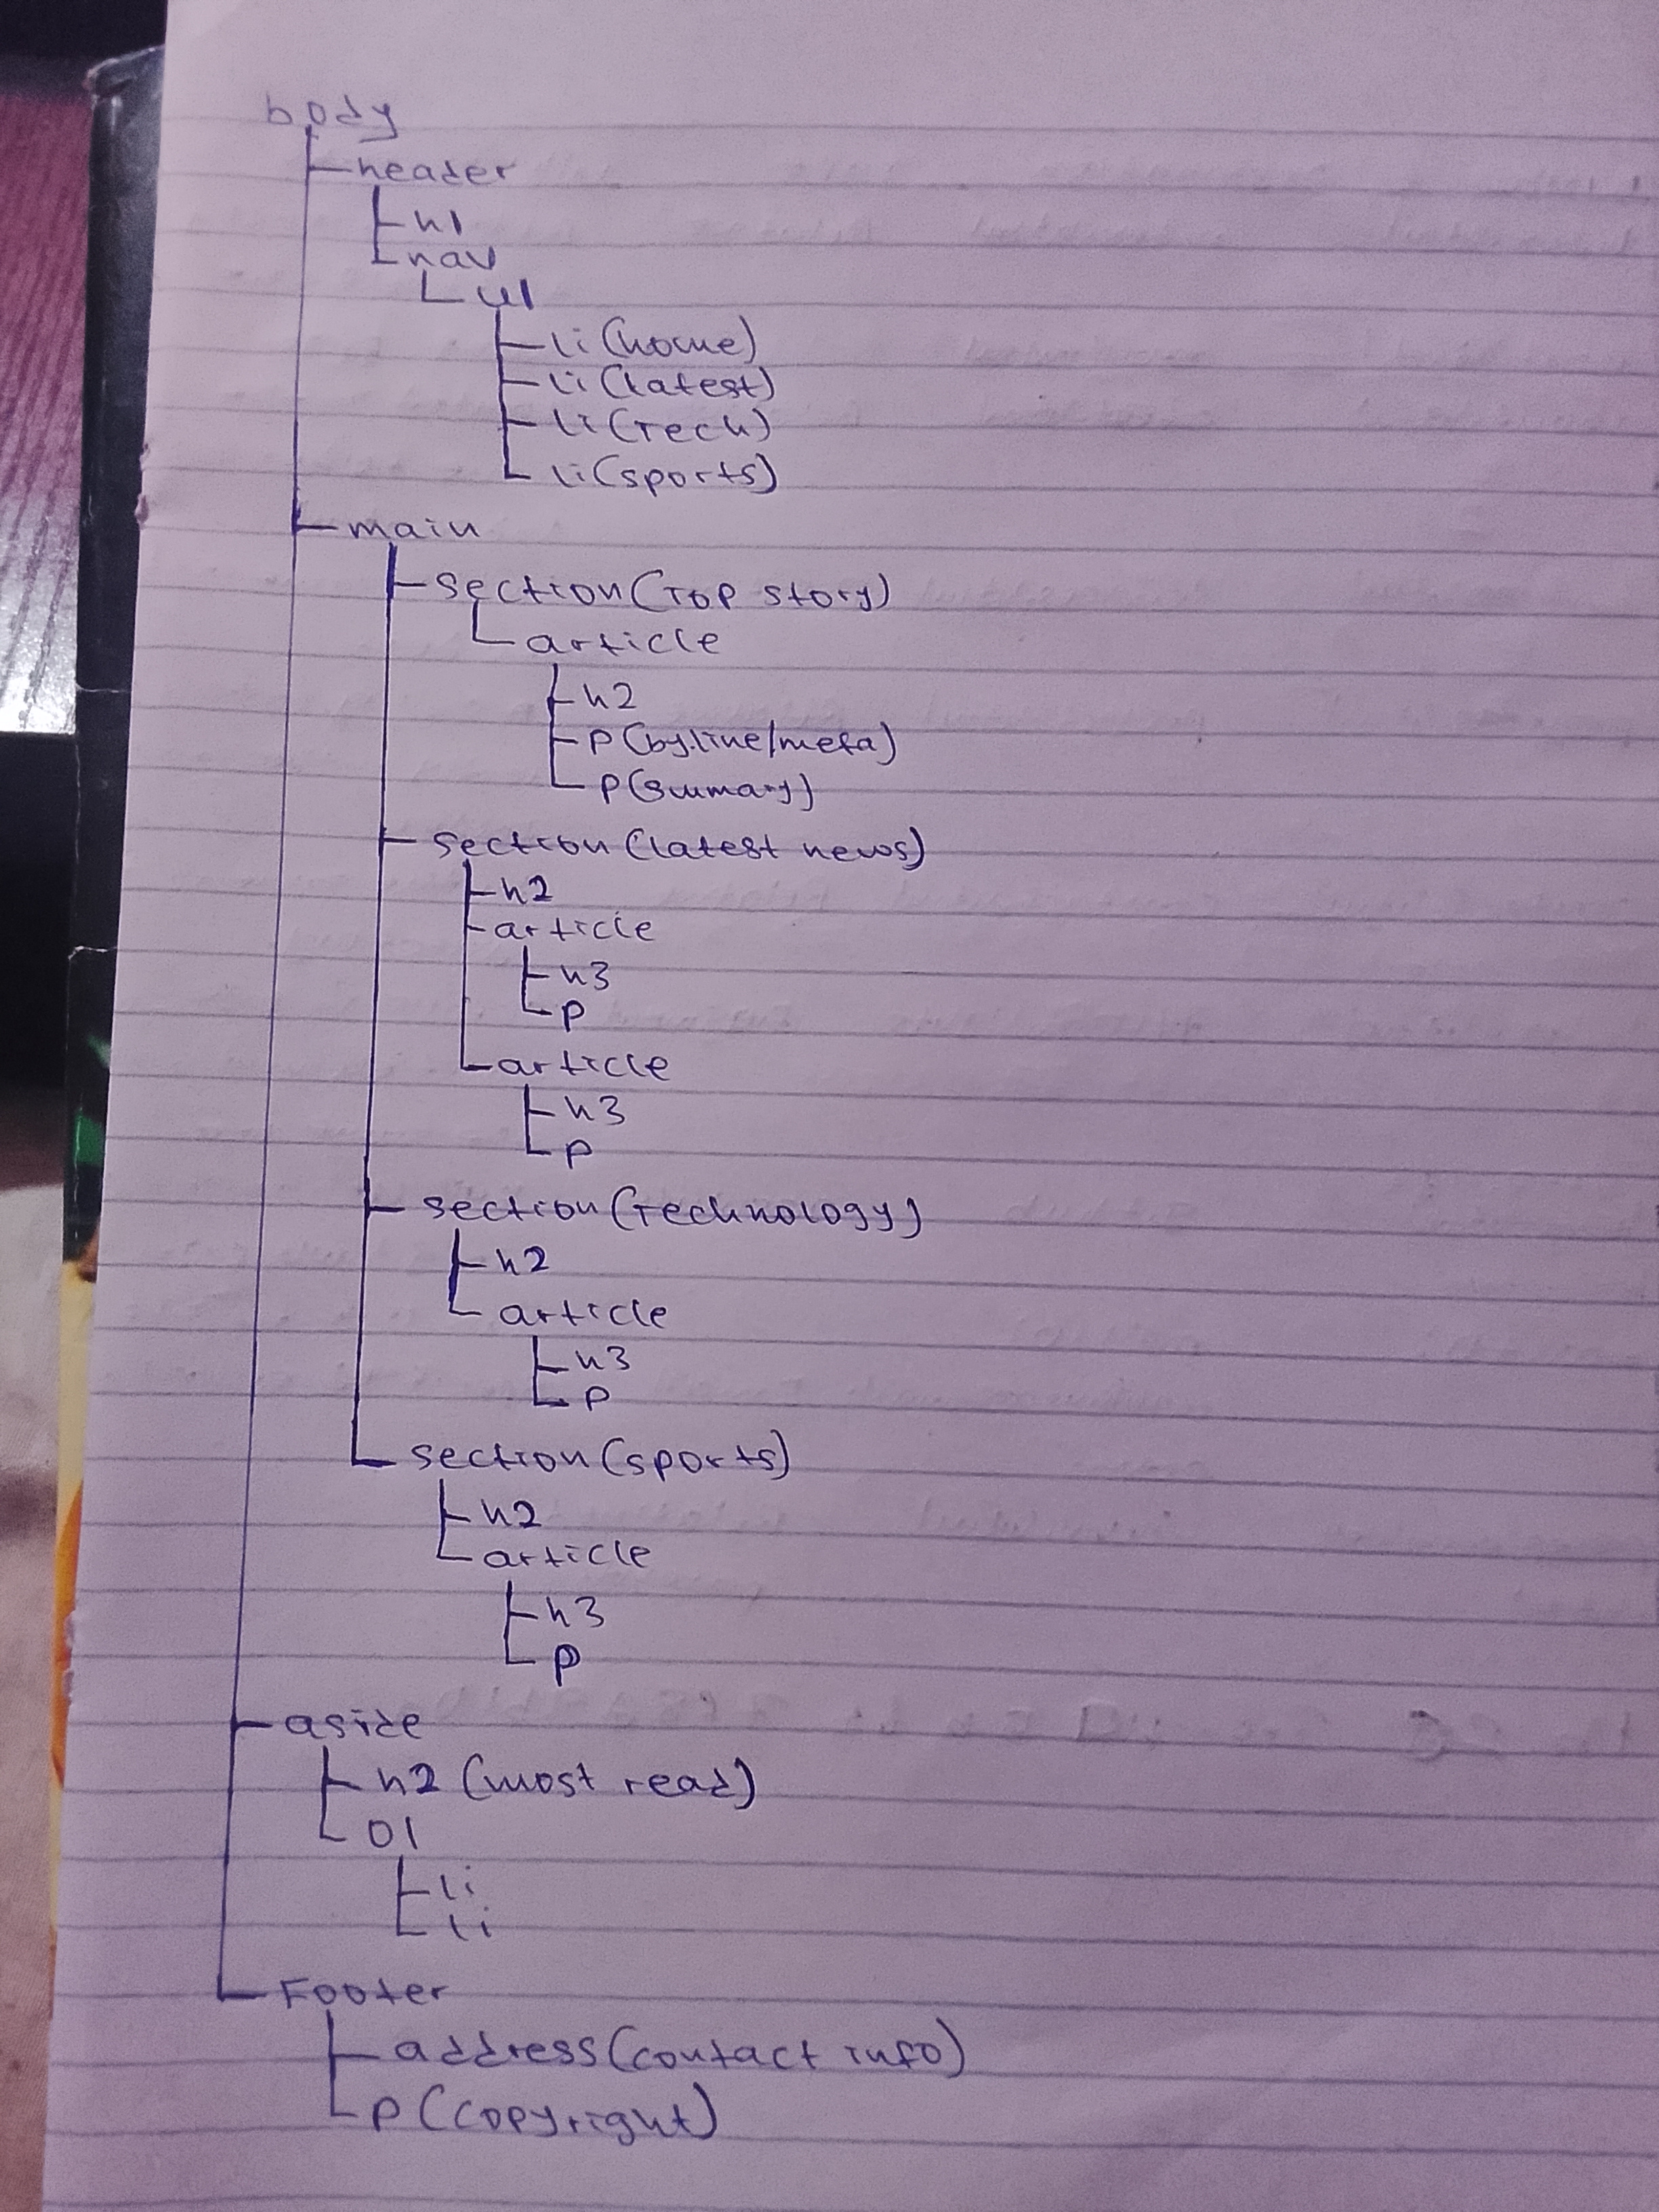 body
header
h1
nav
ul
li (home)
li (latest)
li (Tech)
li (sports)
main
section (Top story)
article
h2
p (by.line/meta)
p (summary)
section (latest news)
h2
article
h3
p
article
h3
p
section (Technology)
h2
article
h3
p
section (sports)
h2
article
h3
p
aside
h2 (most read)
ol
li
li
Footer
address (contact info)
p (copyright)